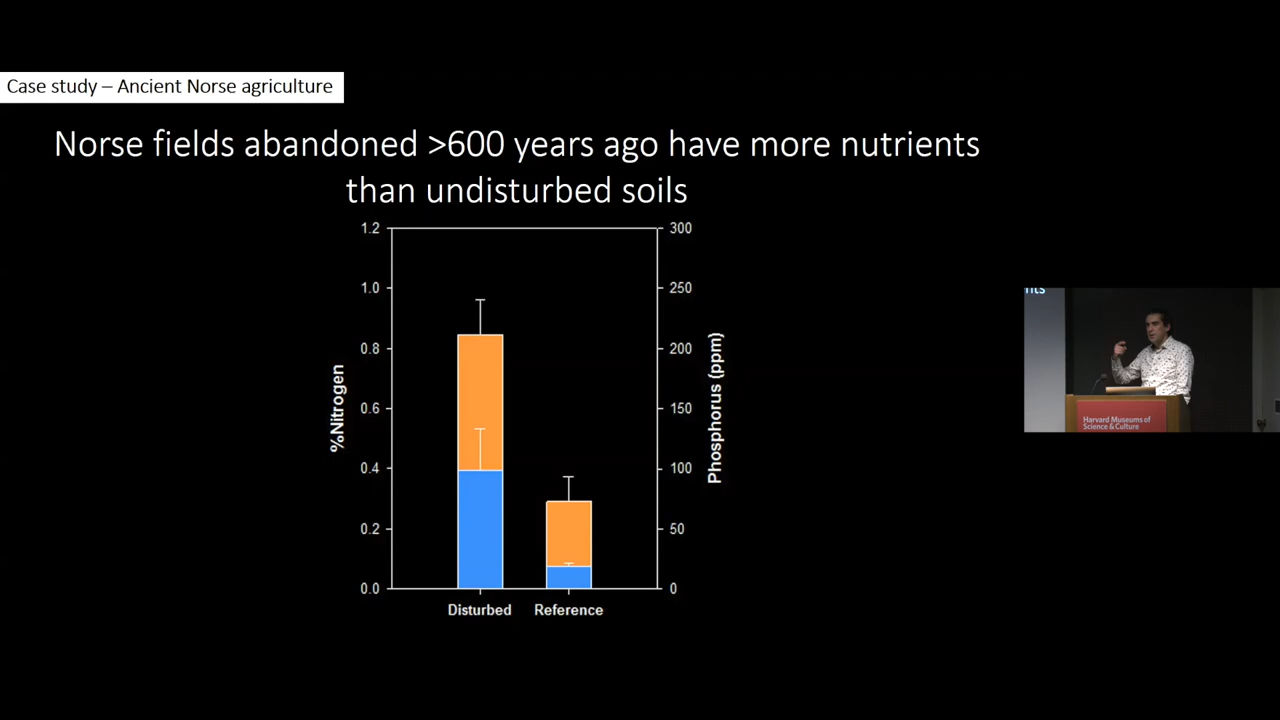 Case study – Ancient Norse agriculture
Norse fields abandoned >600 years ago have more nutrients
than undisturbed soils
1.2
1.0
0.8
0.6
0.4
0.2
0.0
%Nitrogen
300
250
200
150
100
50
0
Phosphorus (ppm)
Disturbed
Reference
nts
Harvard Museums of
Science & Culture